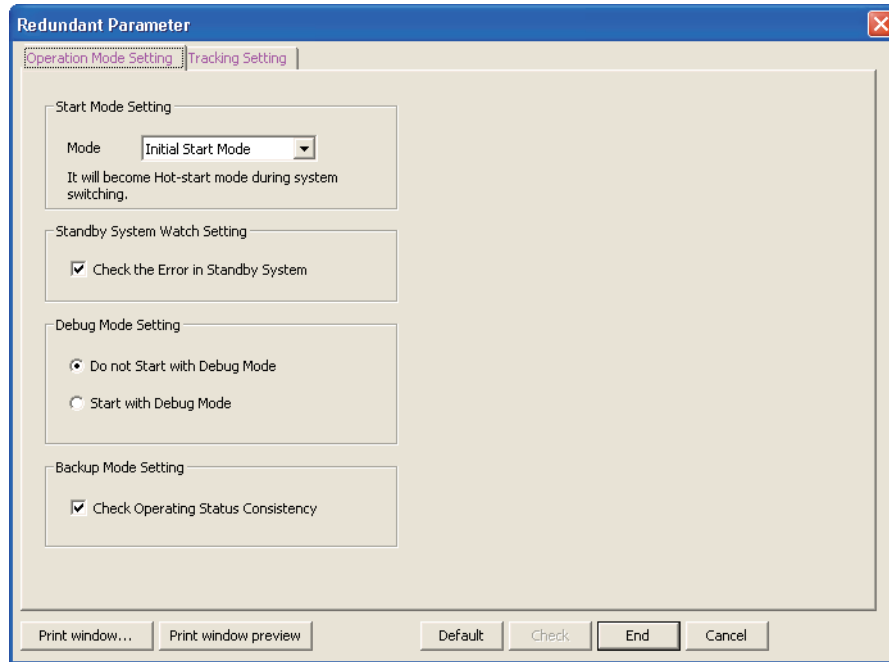 Redundant Parameter
Operation Mode Setting
Tracking Setting
Start Mode Setting
Mode
Initial Start Mode
It will become Hot-start mode during system
switching.
Standby System Watch Setting
Check the Error in Standby System
Debug Mode Setting
Do not Start with Debug Mode
Start with Debug Mode
Backup Mode Setting
Check Operating Status Consistency
Print window...
Print window preview
Default
Check
End
Cancel